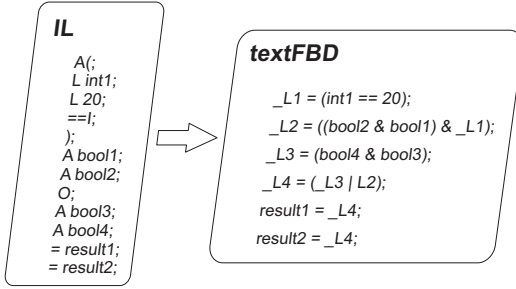 IL
A(;
L int1;
L 20;
==I;
);
A bool1;
A bool2;
O;
A bool3;
A bool4;
= result1;
= result2;
textFBD
_L1 = (int1 == 20);
_L2 = ((bool2 & bool1) & _L1);
_L3 = (bool4 & bool3);
_L4 = (_L3 | L2);
result1 = _L4;
result2 = _L4;